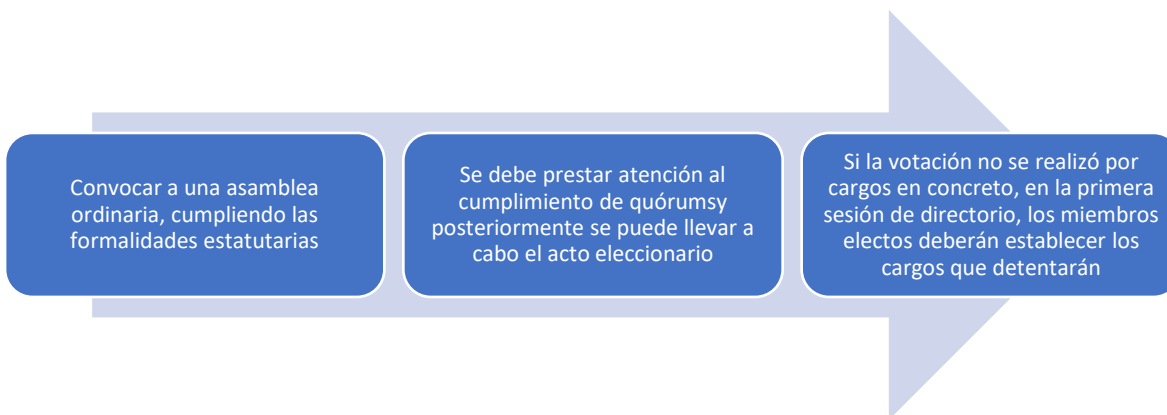 Convocar a una asamblea
ordinaria, cumpliendo las
formalidades estatutarias
Se debe prestar atención al
cumplimiento de quórumsy
posteriormente se puede llevar a
cabo el acto eleccionario
Si la votación no se realizó por
cargos en concreto, en la primera
sesión de directorio, los miembros
electos deberán establecer los
cargos que detentarán